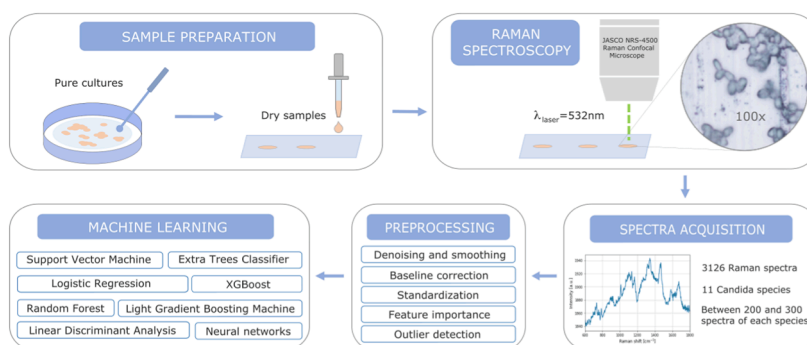 SAMPLE PREPARATION
Pure cultures
Dry samples
RAMAN
SPECTROSCOPY
JASCO NRS-4500
Raman Confocal
Microscope
λlaser=532nm
100x
SPECTRA ACQUISITION
3126 Raman spectra
11 Candida species
Between 200 and 300
spectra of each species
Intensity [a.u.]
Raman shift [cm⁻¹]
PREPROCESSING
Denoising and smoothing
Baseline correction
Standardization
Feature importance
Outlier detection
MACHINE LEARNING
Support Vector Machine
Extra Trees Classifier
Logistic Regression
XGBoost
Random Forest
Light Gradient Boosting Machine
Linear Discriminant Analysis
Neural networks